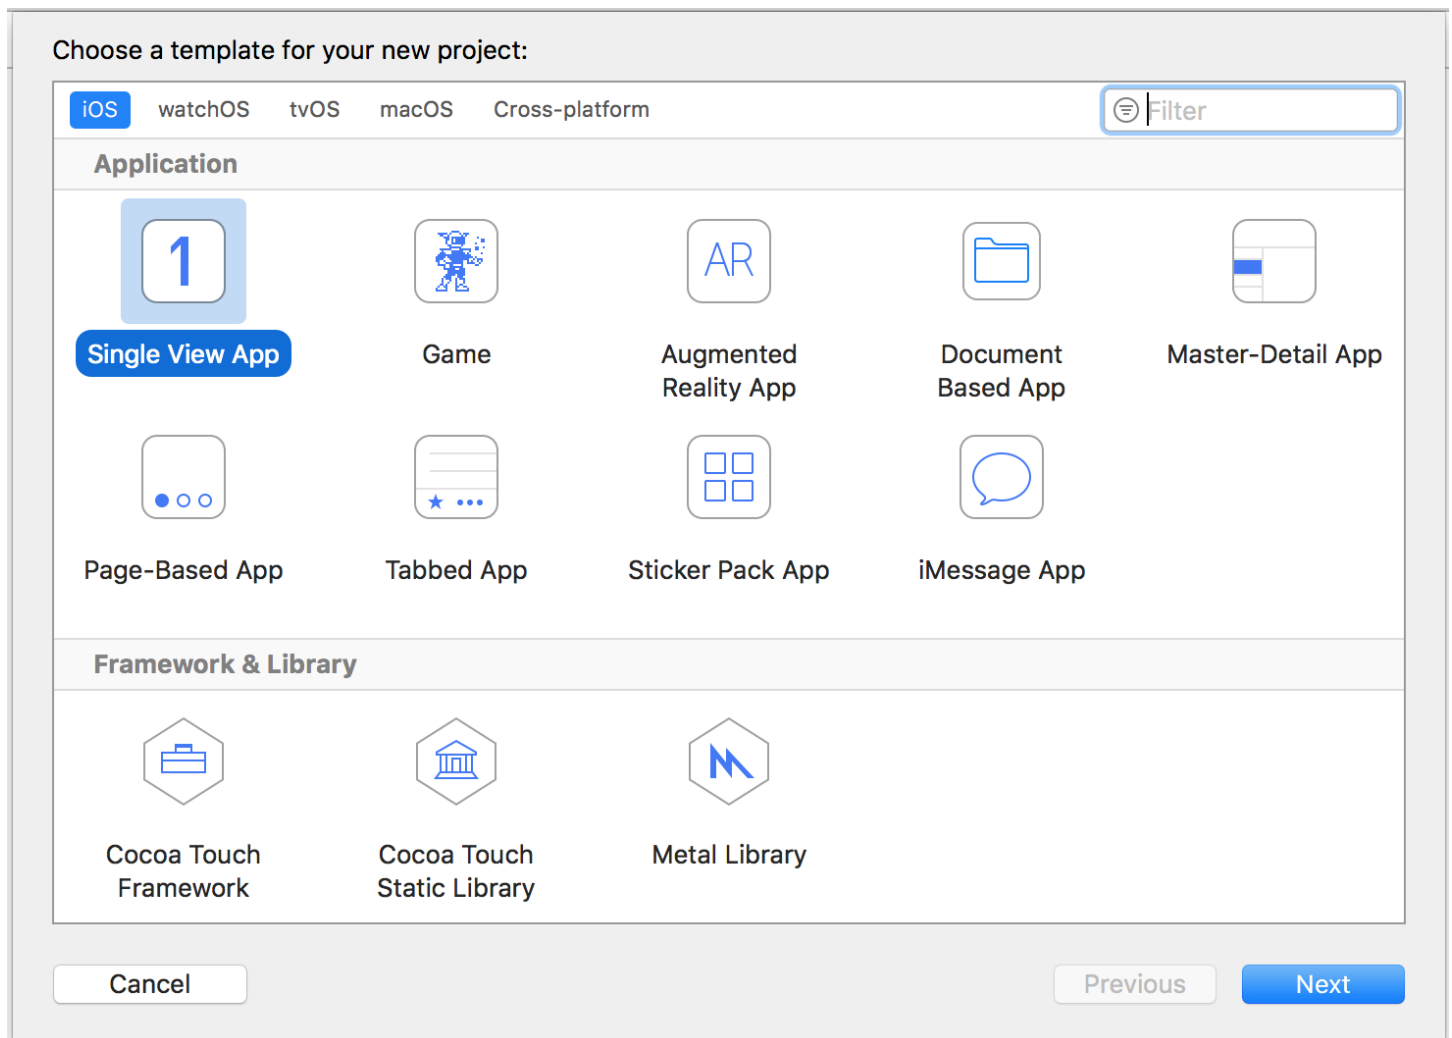 Choose a template for your new project:
iOS watchOS tvOS macOS Cross-platform Filter
Application
1 AR
Single View App Game Augmented Reality App Document Based App Master-Detail App
Page-Based App Tabbed App Sticker Pack App iMessage App
Framework & Library
Cocoa Touch Framework Cocoa Touch Static Library Metal Library
Cancel Previous Next